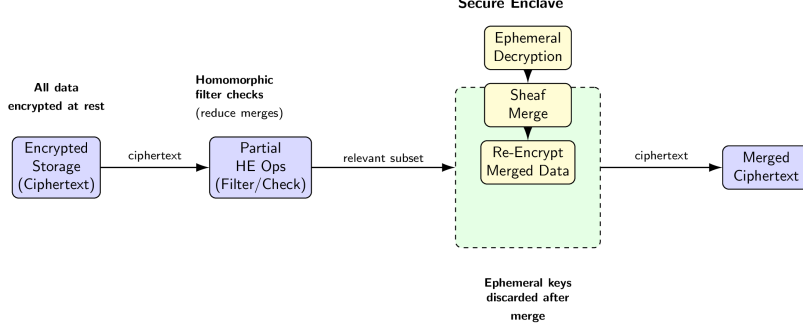 Secure Enclave
Ephemeral
Decryption
All data
encrypted at rest
Homomorphic
filter checks
(reduce merges)
Sheaf
Merge
Encrypted
Storage
(Ciphertext)
ciphertext
Partial
HE Ops
(Filter/Check)
relevant subset
Re-Encrypt
Merged Data
ciphertext
Merged
Ciphertext
Ephemeral keys
discarded after
merge